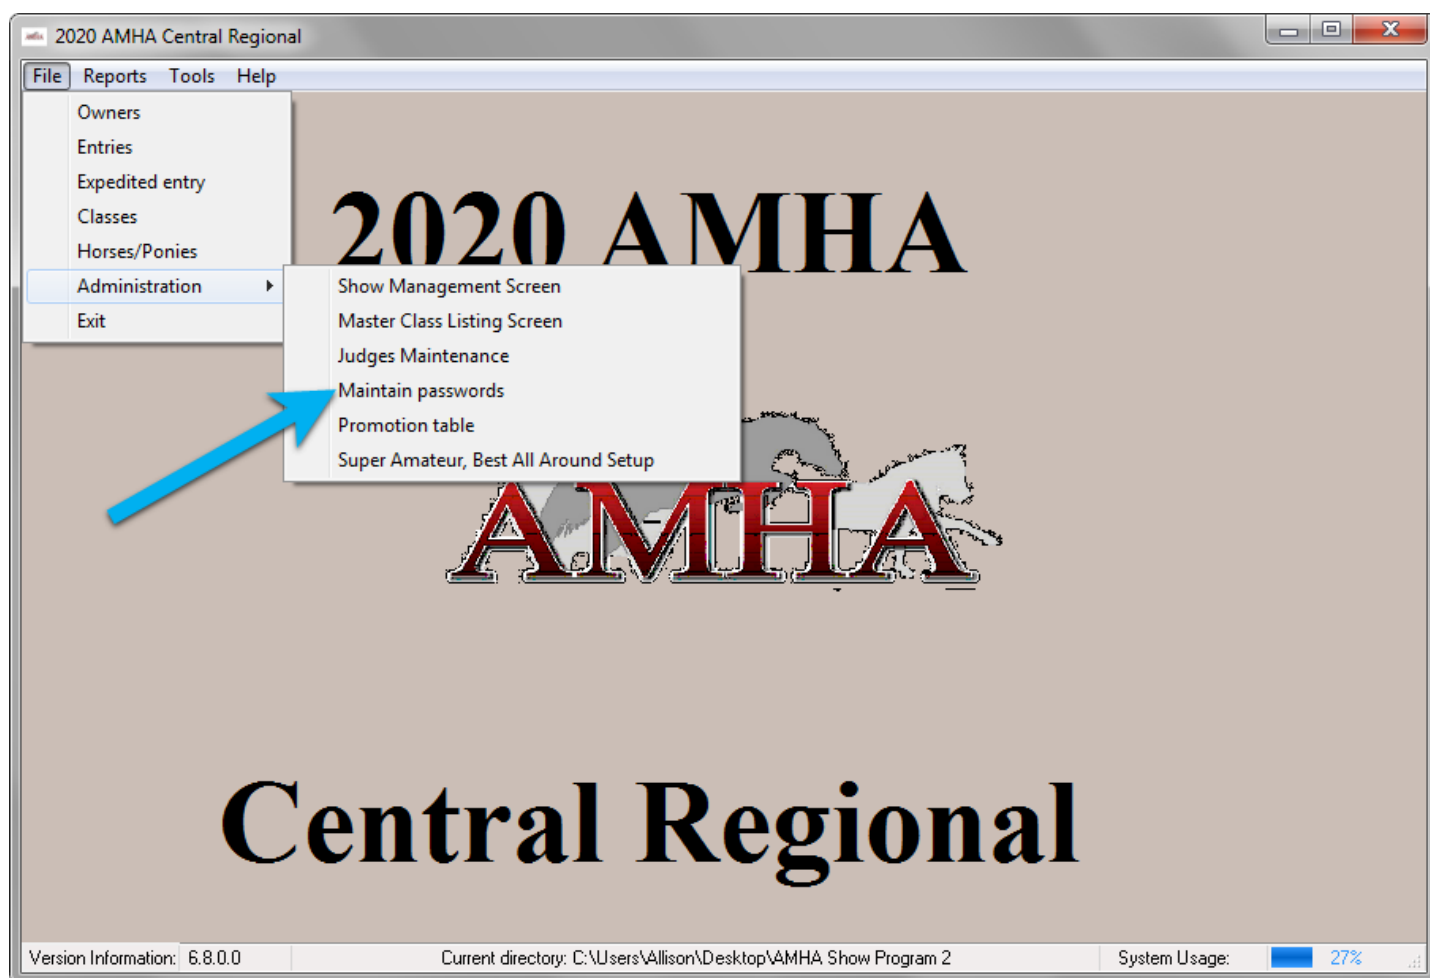 2020 AMHA Central Regional
File Reports Tools Help
Owners
Entries
Expedited entry
Classes
Horses/Ponies
Administration
Exit
Show Management Screen
Master Class Listing Screen
Judges Maintenance
Maintain passwords
Promotion table
Super Amateur, Best All Around Setup
2020 AMHA
AMHA
Central Regional
Version Information: 6.8.0.0 Current directory: C:\Users\Allison\Desktop\AMHA Show Program 2 System Usage: 27%